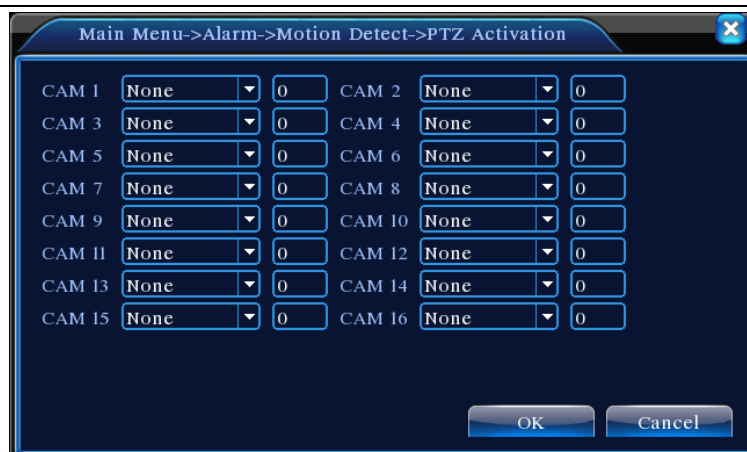 Main Menu->Alarm->Motion Detect->PTZ Activation
CAM 1 None 0 CAM 2 None 0
CAM 3 None 0 CAM 4 None 0
CAM 5 None 0 CAM 6 None 0
CAM 7 None 0 CAM 8 None 0
CAM 9 None 0 CAM 10 None 0
CAM 11 None 0 CAM 12 None 0
CAM 13 None 0 CAM 14 None 0
CAM 15 None 0 CAM 16 None 0
OK Cancel